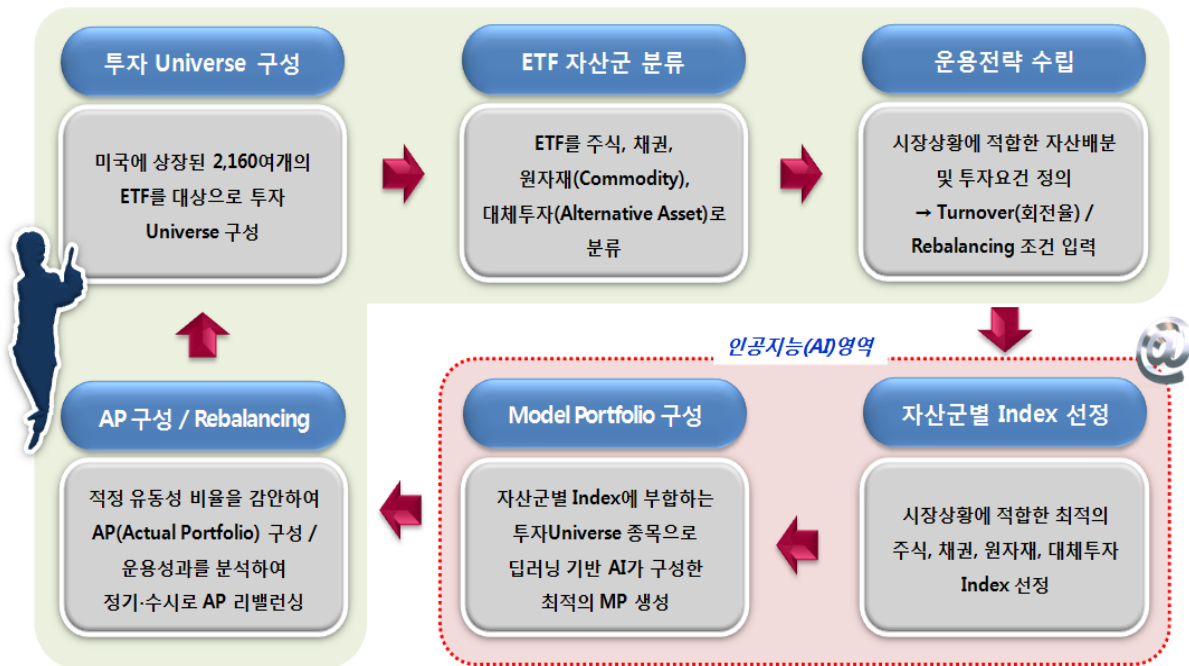 투자 Universe 구성
미국에 상장된 2,160여개의
ETF를 대상으로 투자
Universe 구성
ETF 자산군 분류
ETF를 주식, 채권,
원자재(Commodity),
대체투자(Alternative Asset)로
분류
운용전략 수립
시장상황에 적합한 자산배분
및 투자요건 정의
→ Turnover(회전율) /
Rebalancing 조건 입력
인공지능(AI)영역
@
자산군별 Index 선정
시장상황에 적합한 최적의
주식, 채권, 원자재, 대체투자
Index 선정
Model Portfolio 구성
자산군별 Index에 부합하는
투자Universe 종목으로
딥러닝 기반 AI가 구성한
최적의 MP 생성
AP 구성 / Rebalancing
적정 유동성 비율을 감안하여
AP(Actual Portfolio) 구성 /
운용성과를 분석하여
정기·수시로 AP 리밸런싱